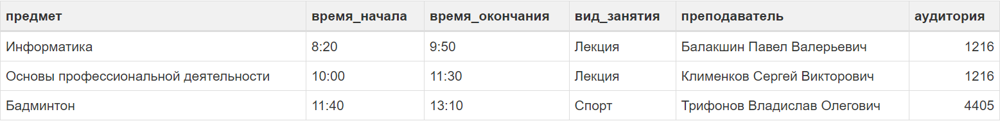 предмет время_начала время_окончания вид_занятия преподаватель аудитория
Информатика 8:20 9:50 Лекция Балакшин Павел Валерьевич 1216
Основы профессиональной деятельности 10:00 11:30 Лекция Клименков Сергей Викторович 1216
Бадминтон 11:40 13:10 Спорт Трифонов Владислав Олегович 4405